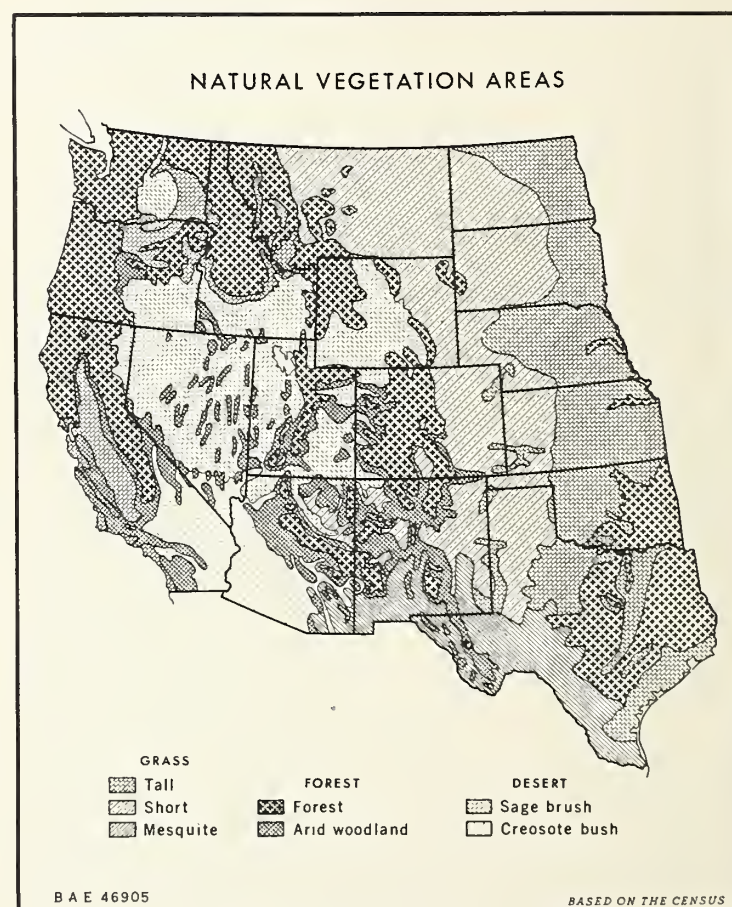 NATURAL VEGETATION AREAS
GRASS
Tall
Short
Mesquite
FOREST
Forest
Arid woodland
DESERT
Sage brush
Creosote bush
B A E 46905
BASED ON THE CENSUS